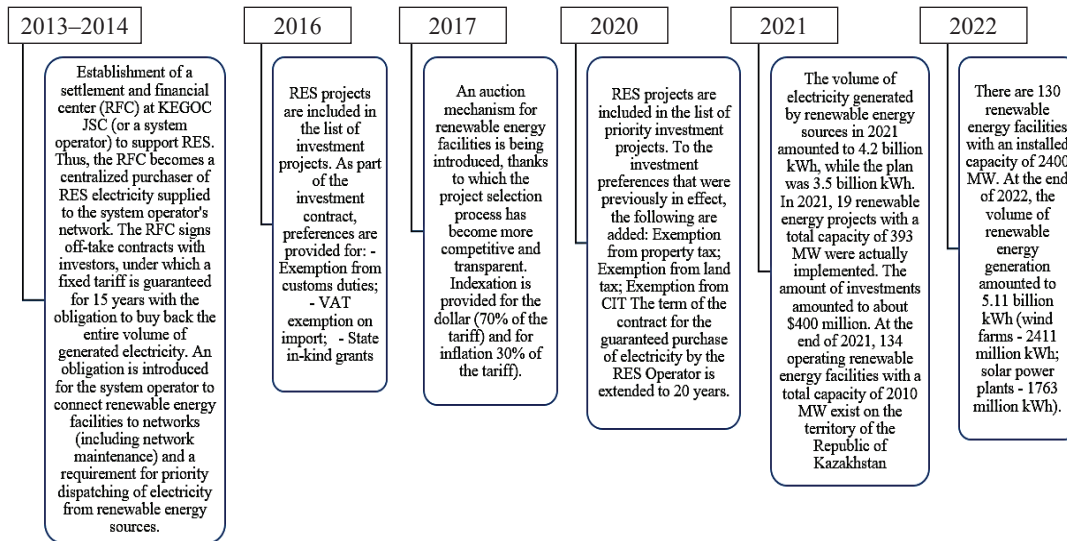 2013–2014
Establishment of a
settlement and financial
center (RFC) at KEGOC
JSC (or a system
operator) to support RES.
Thus, the RFC becomes a
centralized purchaser of
RES electricity supplied
to the system operator's
network. The RFC signs
off-take contracts with
investors, under which a
fixed tariff is guaranteed
for 15 years with the
obligation to buy back the
entire volume of
generated electricity. An
obligation is introduced
for the system operator to
connect renewable energy
facilities to networks
(including network
maintenance) and a
requirement for priority
dispatching of electricity
from renewable energy
sources.
2016
RES projects
are included in
the list of
investment
projects. As part
of the
investment
contract,
preferences are
provided for: -
Exemption from
customs duties;
- VAT
exemption on
import; - State
in-kind grants
2017
An auction
mechanism for
renewable energy
facilities is being
introduced, thanks
to which the
project selection
process has
become more
competitive and
transparent.
Indexation is
provided for the
dollar (70% of the
tariff) and for
inflation 30% of
the tariff).
2020
RES projects are
included in the list of
priority investment
projects. To the
investment
preferences that were
previously in effect,
the following are
added: Exemption
from property tax;
Exemption from land
tax; Exemption from
CIT The term of the
contract for the
guaranteed purchase
of electricity by the
RES Operator is
extended to 20 years.
2021
The volume of
electricity generated
by renewable energy
sources in 2021
amounted to 4.2 billion
kWh, while the plan
was 3.5 billion kWh.
In 2021, 19 renewable
energy projects with a
total capacity of 393
MW were actually
implemented. The
amount of investments
amounted to about
$400 million. At the
end of 2021, 134
operating renewable
energy facilities with a
total capacity of 2010
MW exist on the
territory of the
Republic of
Kazakhstan
2022
There are 130
renewable
energy facilities
with an installed
capacity of 2400
MW. At the end
of 2022, the
volume of
renewable
energy
generation
amounted to
5.11 billion
kWh (wind
farms - 2411
million kWh;
solar power
plants - 1763
million kWh).